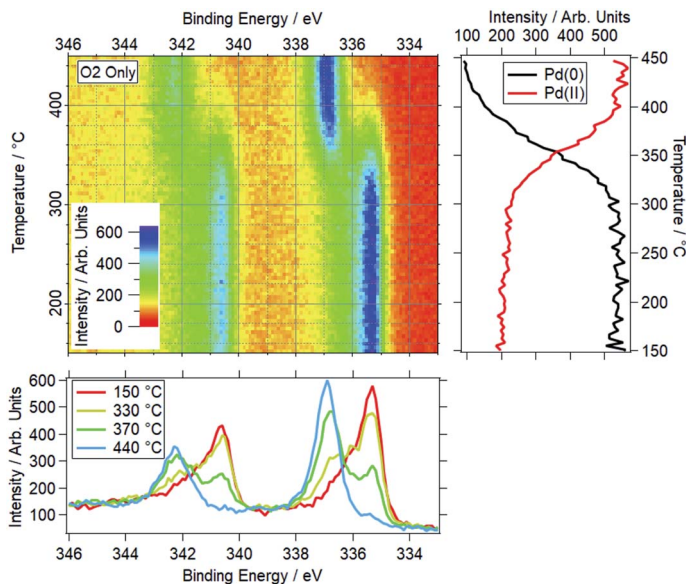 Binding Energy / eV
346 344 342 340 338 336 334
O2 Only
400
300
200
Temperature / °C
Intensity / Arb. Units
600
400
200
0
Intensity / Arb. Units
100 200 300 400 500
Pd(0)
Pd(II)
450
400
350
300
250
200
150
Temperature / °C
600
500
400
300
200
100
Intensity / Arb. Units
150 °C
330 °C
370 °C
440 °C
346 344 342 340 338 336 334
Binding Energy / eV